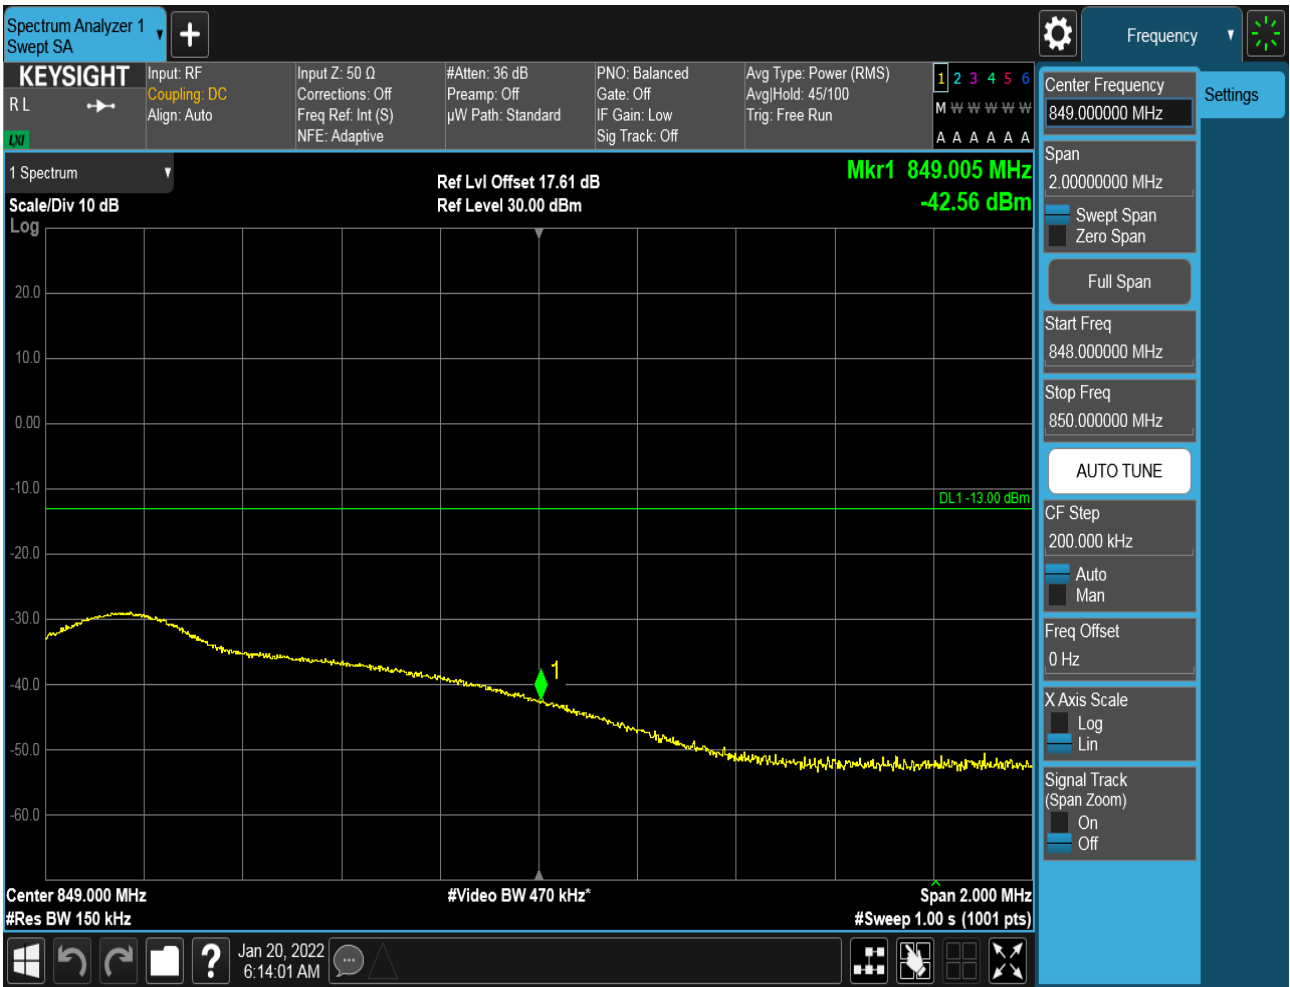 Spectrum Analyzer 1
Swept SA
Frequency
KEYSIGHT
R L
LXI
Input: RF
Coupling: DC
Align: Auto
Input Z: 50 Ω
Corrections: Off
Freq Ref: Int (S)
NFE: Adaptive
#Atten: 36 dB
Preamp: Off
µW Path: Standard
PNO: Balanced
Gate: Off
IF Gain: Low
Sig Track: Off
Avg Type: Power (RMS)
Avg|Hold: 45/100
Trig: Free Run
1 2 3 4 5 6
M W W W W W
A A A A A A
Settings
Center Frequency
849.000000 MHz
Span
2.00000000 MHz
Swept Span
Zero Span
Full Span
Start Freq
848.000000 MHz
Stop Freq
850.000000 MHz
AUTO TUNE
CF Step
200.000 kHz
Auto
Man
Freq Offset
0 Hz
X Axis Scale
Log
Lin
Signal Track
(Span Zoom)
On
Off
1 Spectrum
Scale/Div 10 dB
Log
Ref Lvl Offset 17.61 dB
Ref Level 30.00 dBm
Mkr1 849.005 MHz
-42.56 dBm
20.0
10.0
0.00
-10.0
DL1 -13.00 dBm
-20.0
-30.0
1
-40.0
-50.0
-60.0
Center 849.000 MHz
#Video BW 470 kHz*
Span 2.000 MHz
#Res BW 150 kHz
#Sweep 1.00 s (1001 pts)
?
Jan 20, 2022
6:14:01 AM